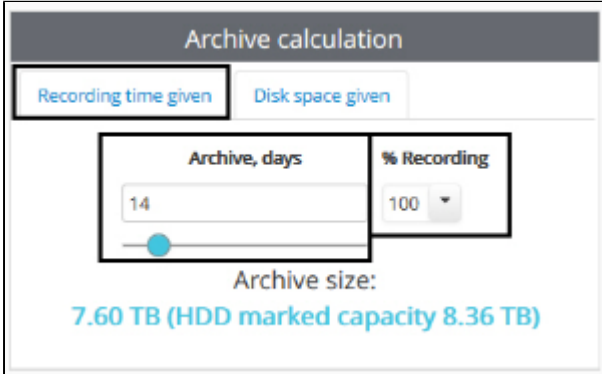 Archive calculation
Recording time given
Disk space given
Archive, days
% Recording
14
100
Archive size:
7.60 TB (HDD marked capacity 8.36 TB)